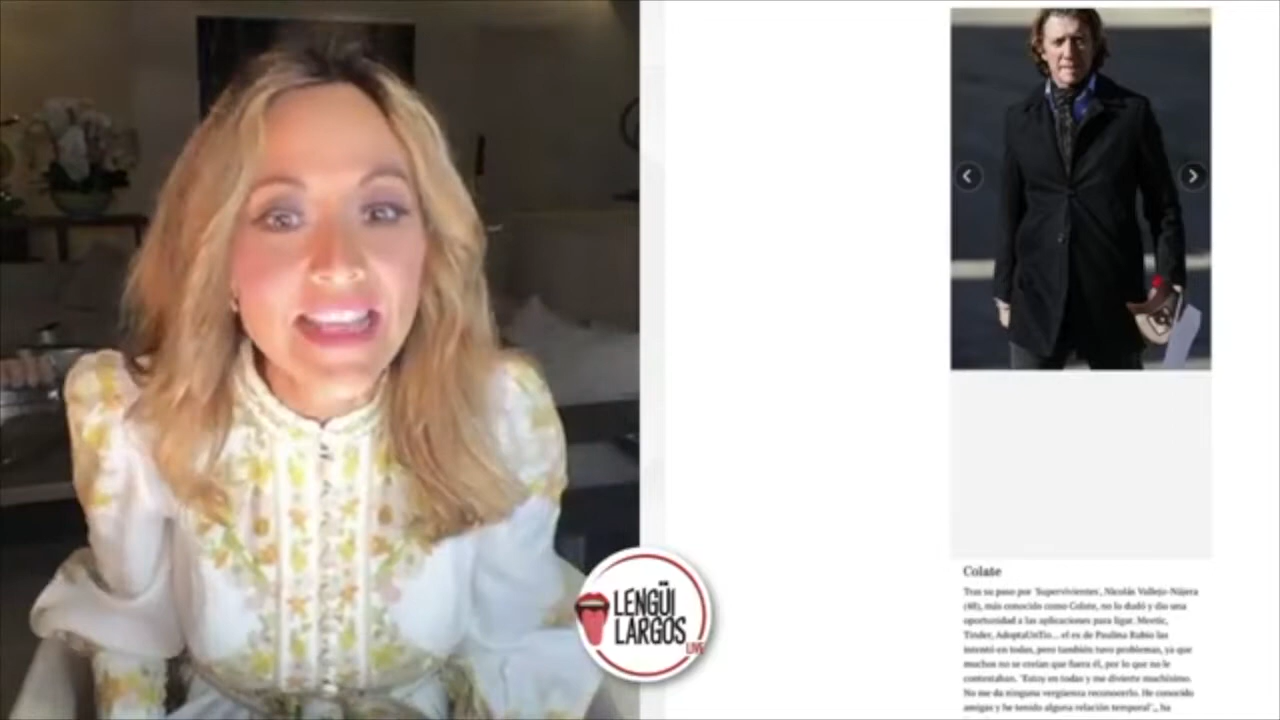 LENGÜI
LARGOS
LIVE
Colate
Tras su paso por 'Supervivientes', Nicolás Vallejo-Nájera
(48), más conocido como Colate, no lo dudó y dio una
oportunidad a las aplicaciones para ligar. Meetic,
Tinder, AdoptaUnTio... el ex de Paulina Rubio las
intentó en todas, pero también tuvo problemas, ya que
muchos no se creían que fuera él, por lo que no le
contestaban. "Estoy en todas y me divierte muchísimo.
No me da ninguna vergüenza reconocerlo. He conocido
amigas y he tenido alguna relación temporal", ha